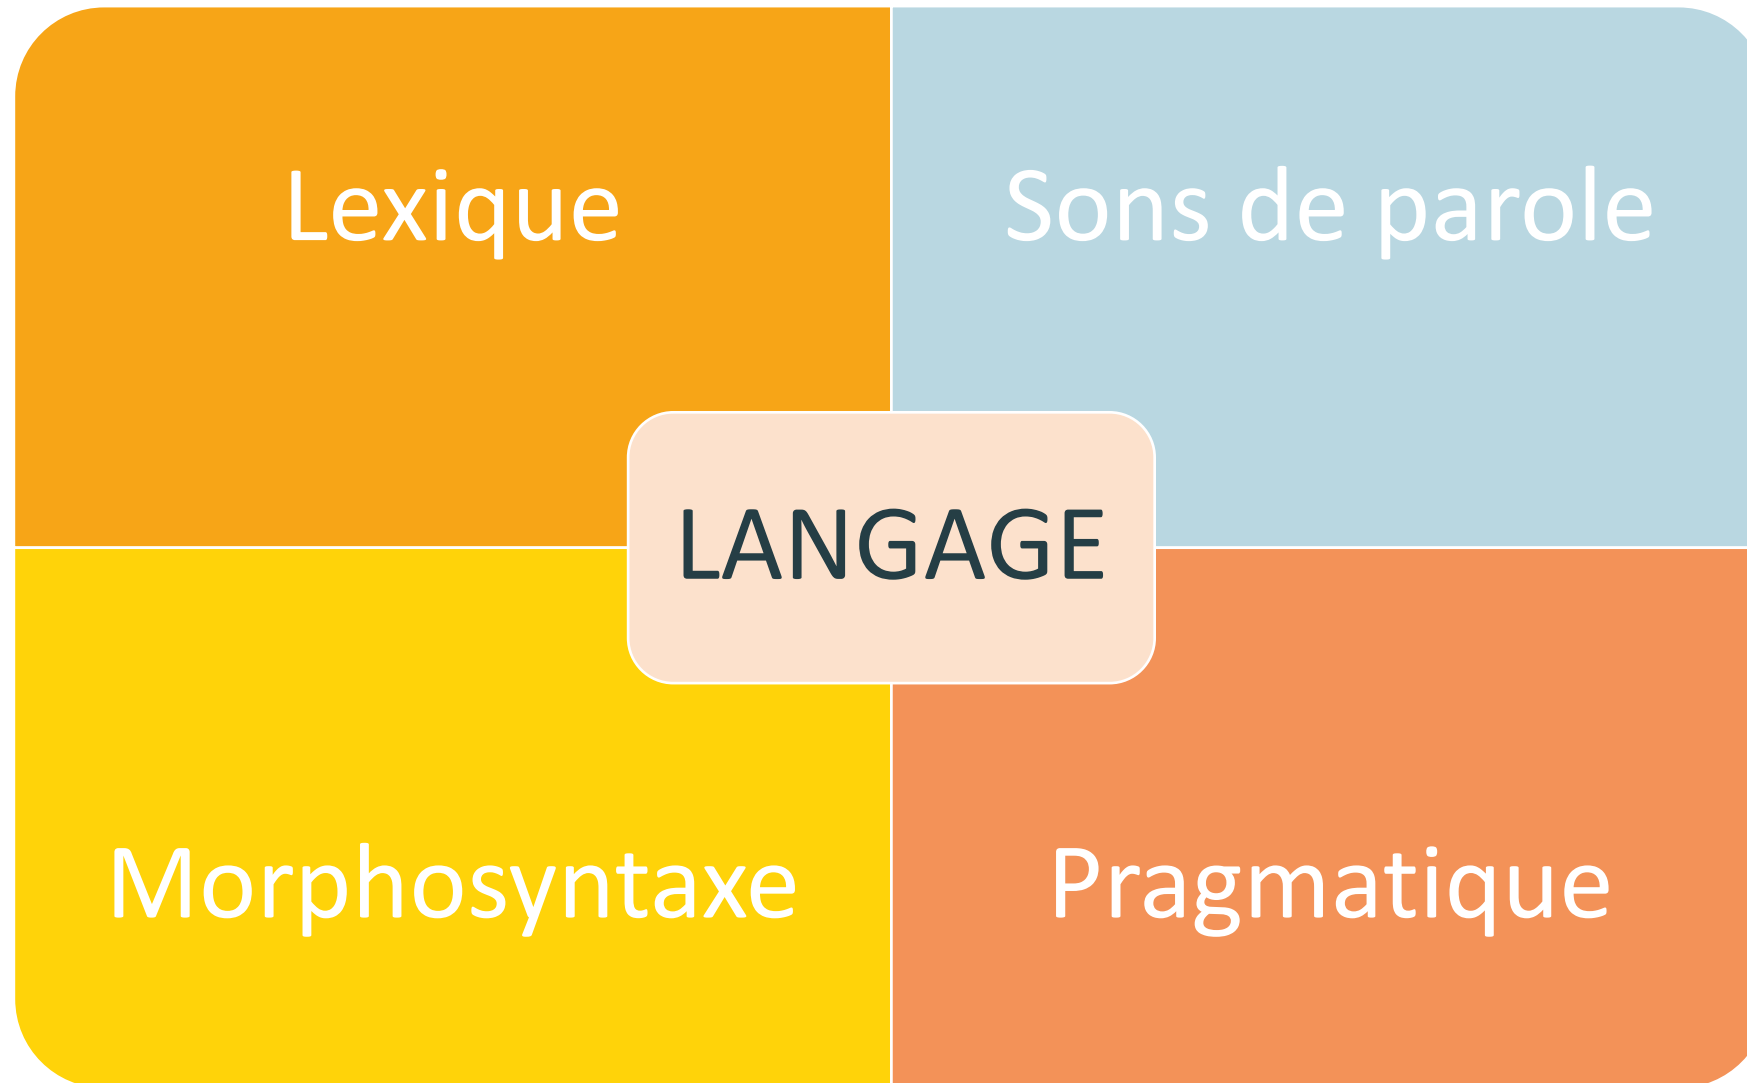 Lexique
Sons de parole
LANGAGE
Morphosyntaxe
Pragmatique